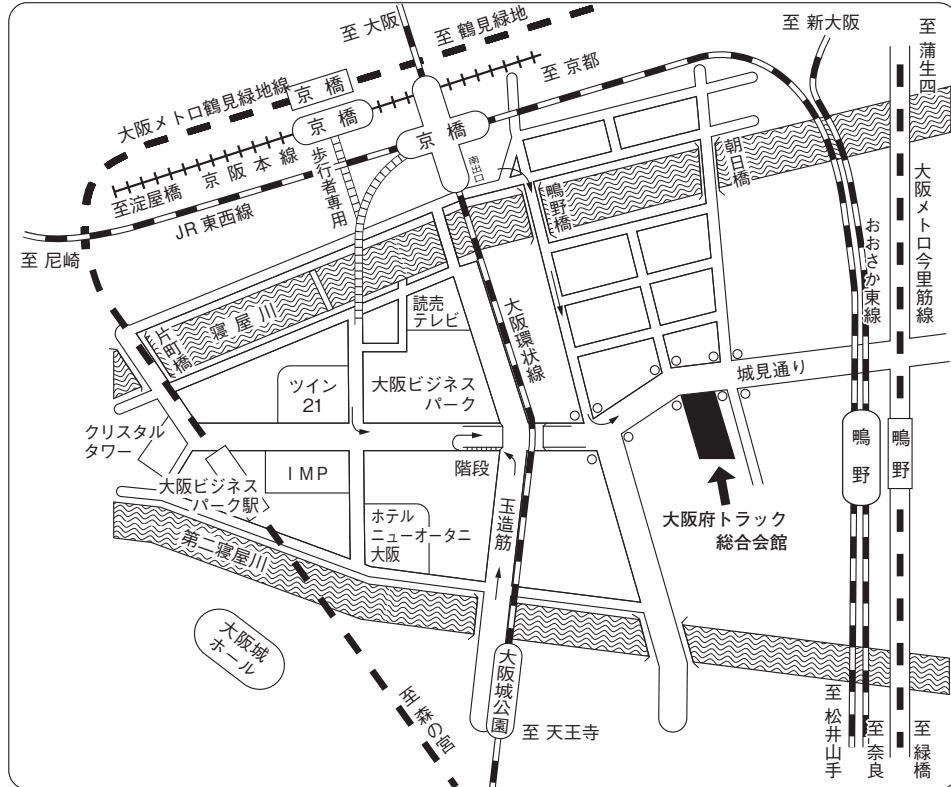 至 大阪
至 鶴見緑地
至 新大阪
至 蒲生四
大阪メトロ鶴見緑地線
京橋
至 京都
京橋
京橋
南出口
京阪本線
至淀屋橋
歩行者専用
JR 東西線
至 尼崎
朝日橋
鴫野橋
大阪メトロ今里筋線
おおさか東線
寝屋川
片町橋
読売
テレビ
大阪環状線
城見通り
ツイン
21
大阪ビジネス
パーク
クリスタル
タワー
鴫野
鴫野
IMP
階段
大阪ビジネス
パーク駅
玉造筋
大阪府トラック
総合会館
ホテル
ニューオータニ
大阪
第二寝屋川
大阪城
ホール
大阪城公園
至 森の宮
至 天王寺
至 松井山手
至 奈良
至 緑橋